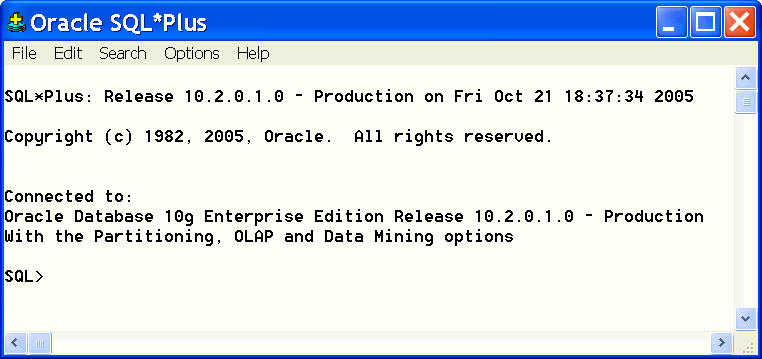 Oracle SQL*Plus
File Edit Search Options Help
SQL*Plus: Release 10.2.0.1.0 - Production on Fri Oct 21 18:37:34 2005
Copyright (c) 1982, 2005, Oracle.  All rights reserved.
Connected to:
Oracle Database 10g Enterprise Edition Release 10.2.0.1.0 - Production
With the Partitioning, OLAP and Data Mining options
SQL>